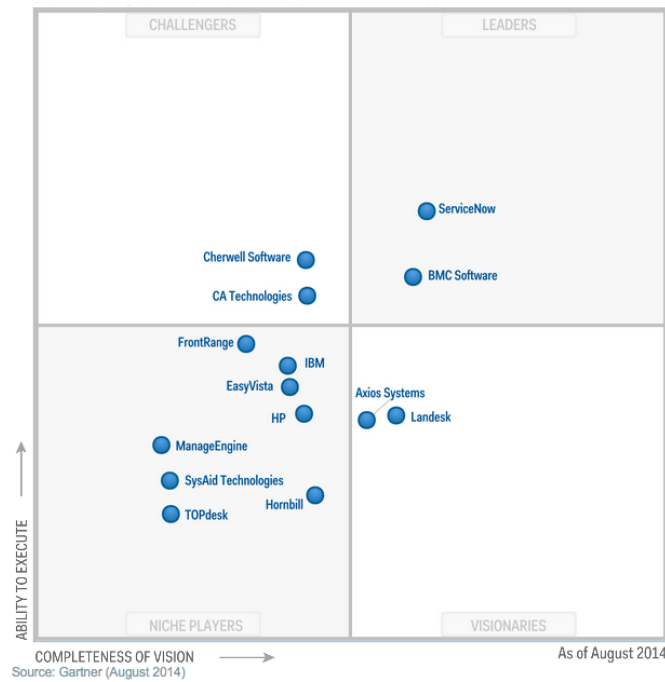 CHALLENGERS
LEADERS
ServiceNow
Cherwell Software
BMC Software
CA Technologies
FrontRange
IBM
EasyVista
Axios Systems
HP
Landesk
ManageEngine
SysAid Technologies
Hornbill
TOPdesk
ABILITY TO EXECUTE
NICHE PLAYERS
VISIONARIES
COMPLETENESS OF VISION
As of August 2014
Source: Gartner (August 2014)